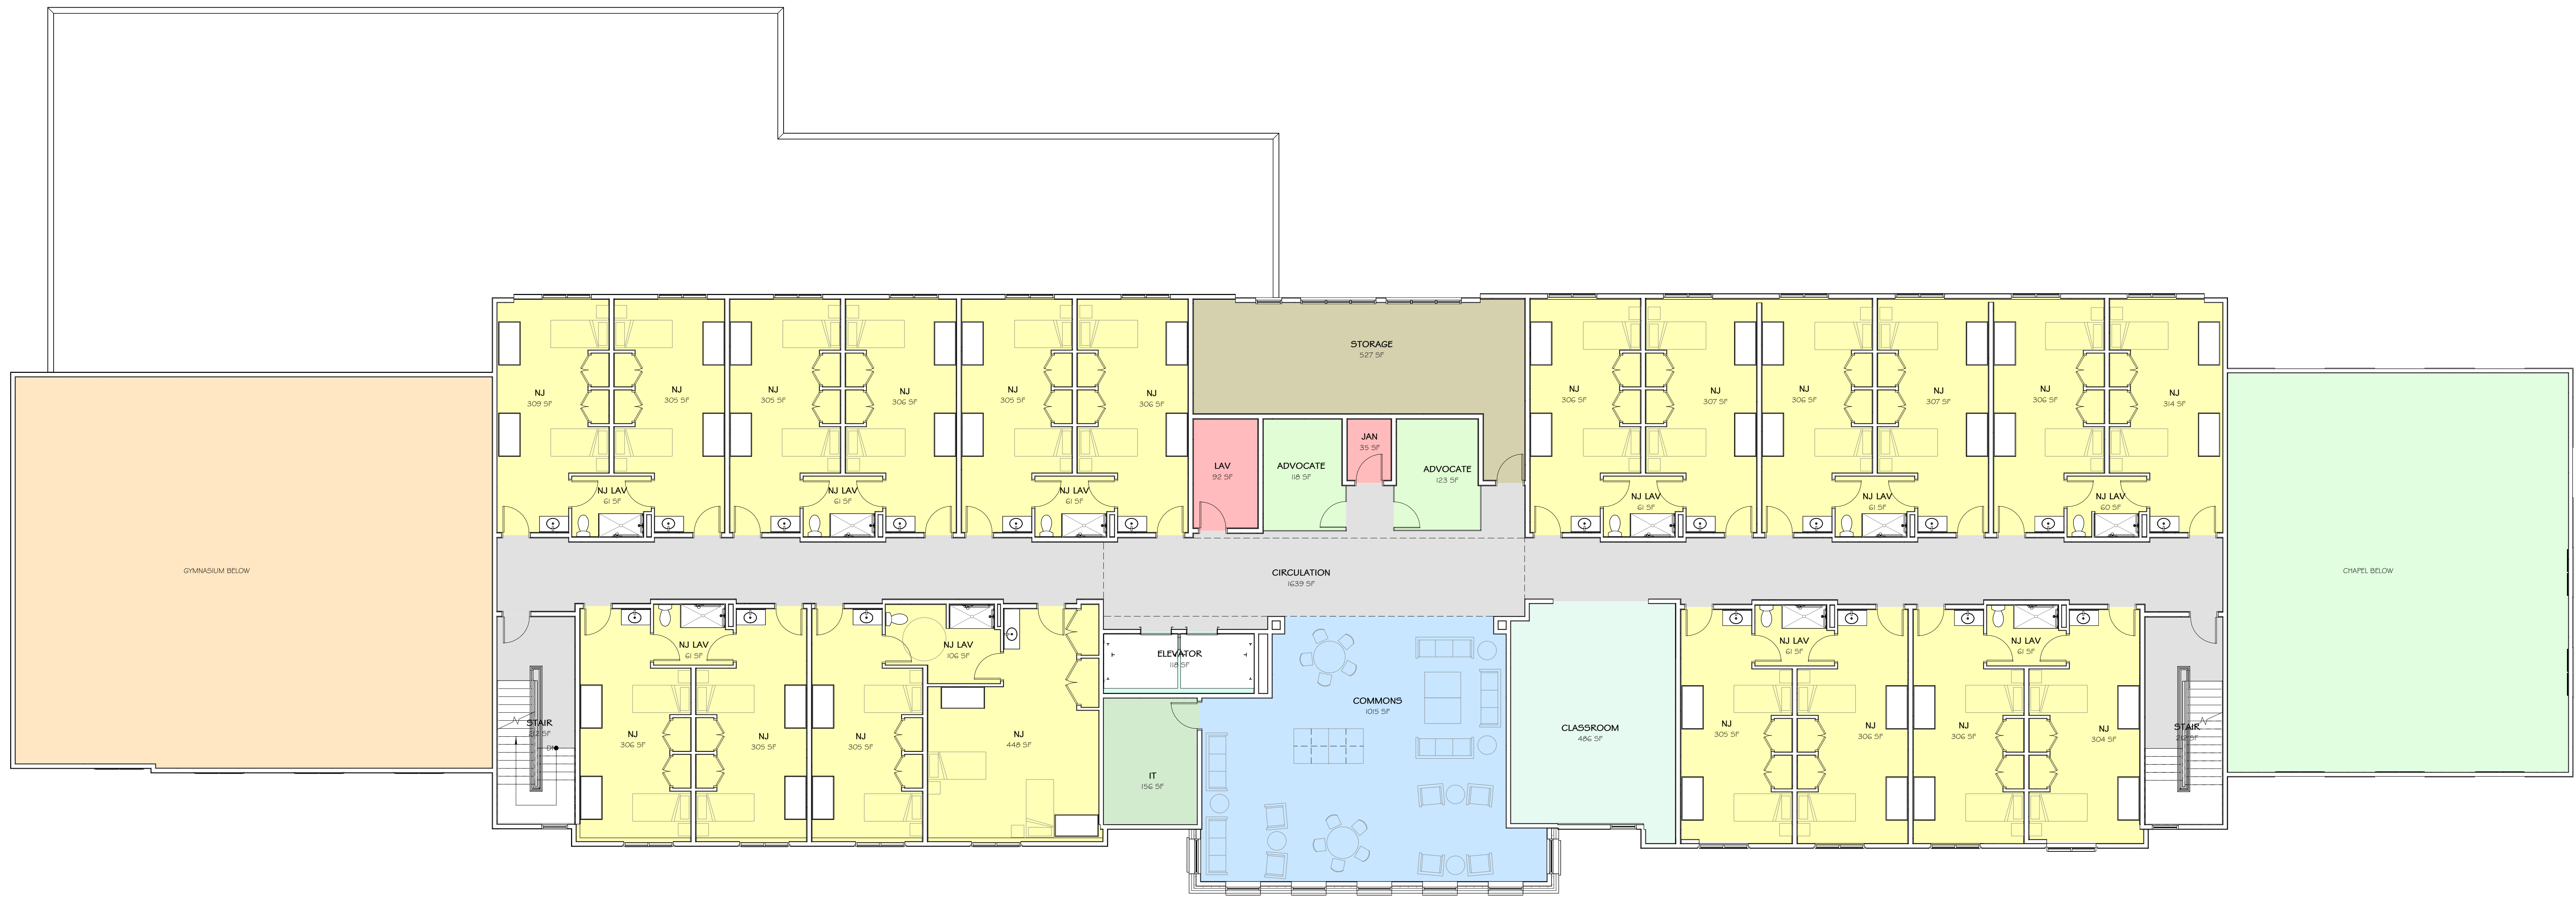 STORAGE
527 SF
NJ
309 SF
NJ
305 SF
NJ
305 SF
NJ
306 SF
NJ
305 SF
NJ
306 SF
NJ
306 SF
NJ
307 SF
NJ
306 SF
NJ
307 SF
NJ
306 SF
NJ
314 SF
LAV
92 SF
ADVOCATE
118 SF
JAN
35 SF
ADVOCATE
123 SF
NJ LAV
61 SF
NJ LAV
61 SF
NJ LAV
61 SF
NJ LAV
61 SF
NJ LAV
61 SF
NJ LAV
60 SF
GYMNASIUM BELOW
CIRCULATION
1639 SF
CHAPEL BELOW
NJ LAV
61 SF
NJ LAV
106 SF
ELEVATOR
118 SF
NJ LAV
61 SF
NJ LAV
61 SF
COMMONS
1015 SF
STAIR
212 SF
DN
NJ
306 SF
NJ
305 SF
NJ
305 SF
NJ
448 SF
CLASSROOM
486 SF
NJ
305 SF
NJ
306 SF
NJ
306 SF
NJ
304 SF
STAIR
212 SF
IT
156 SF